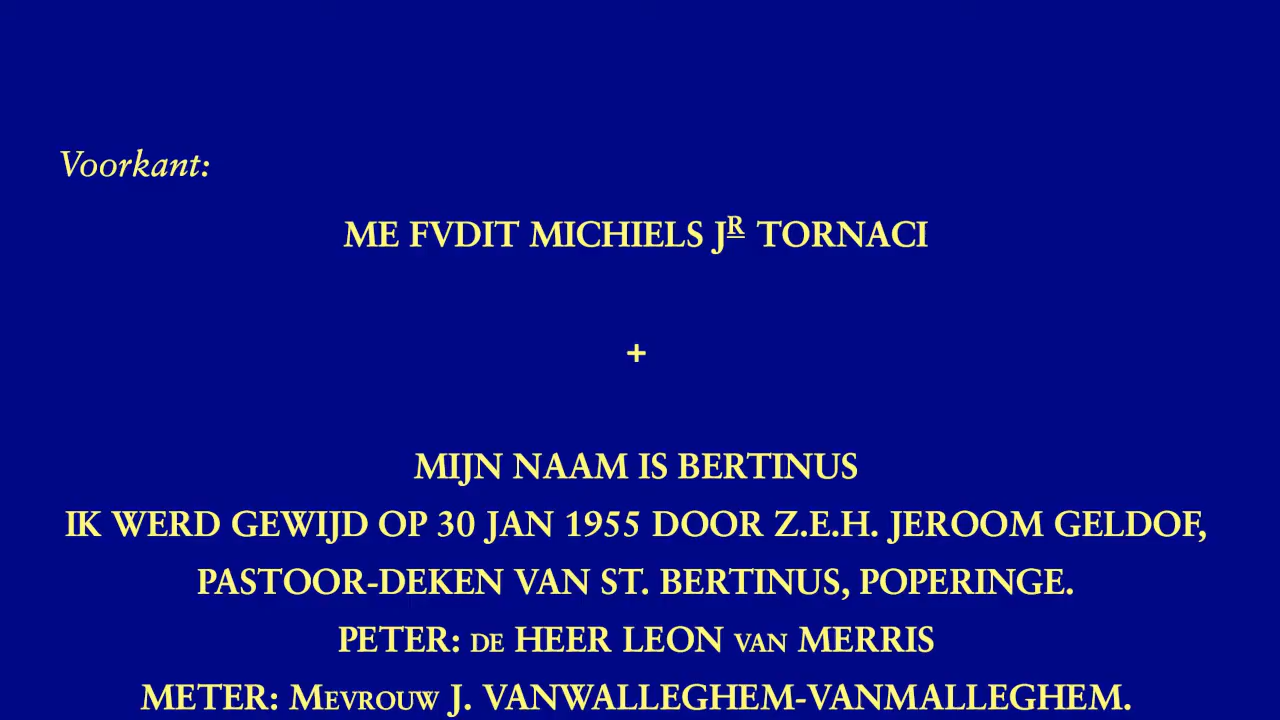 Voorkant:
ME FVDIT MICHIELS JR TORNACI
+
MIJN NAAM IS BERTINUS
IK WERD GEWIJD OP 30 JAN 1955 DOOR Z.E.H. JEROOM GELDOF,
PASTOOR-DEKEN VAN ST. BERTINUS, POPERINGE.
PETER: DE HEER LEON VAN MERRIS
METER: MEVROUW J. VANWALLEGHEM-VANMALLEGHEM.